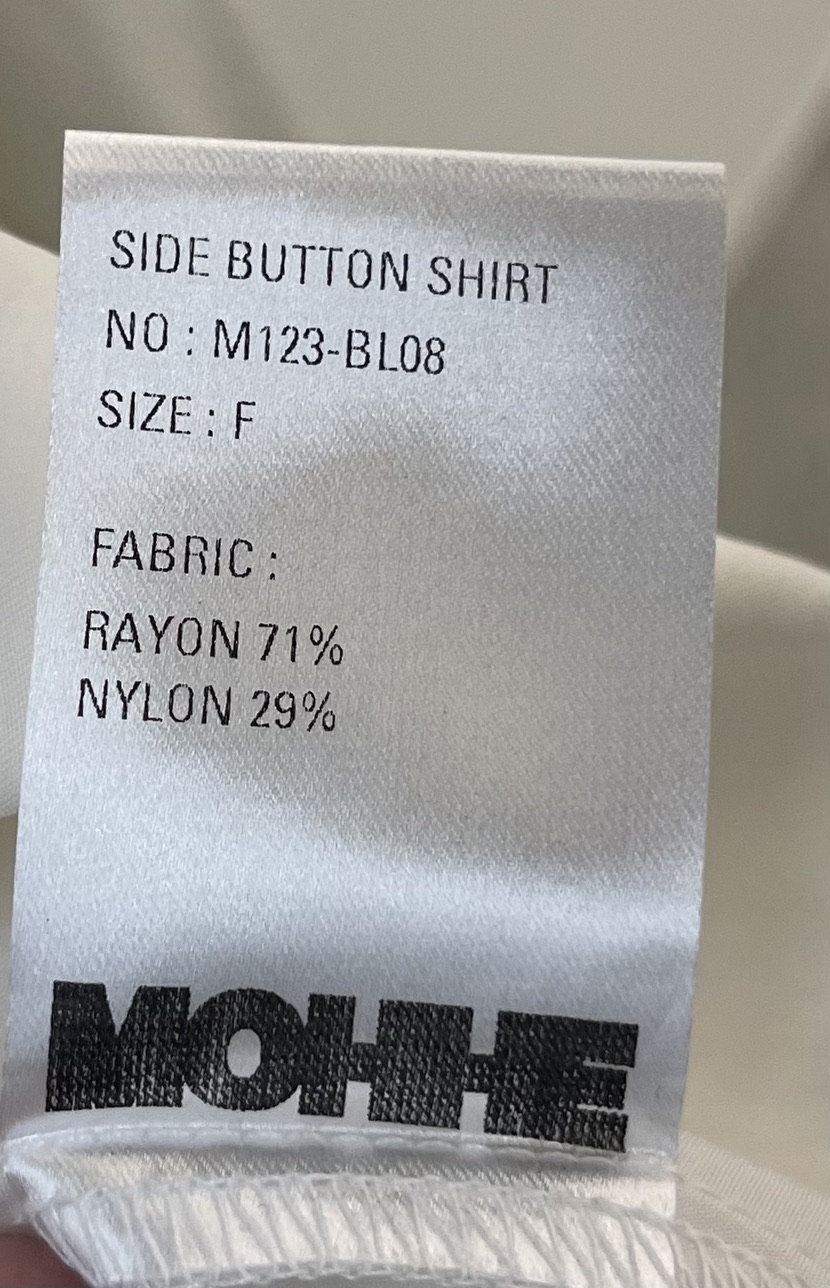 SIDE BUTTON SHIRT
NO : M123-BL08
SIZE : F
FABRIC :
RAYON 71%
NYLON 29%
MOHHE